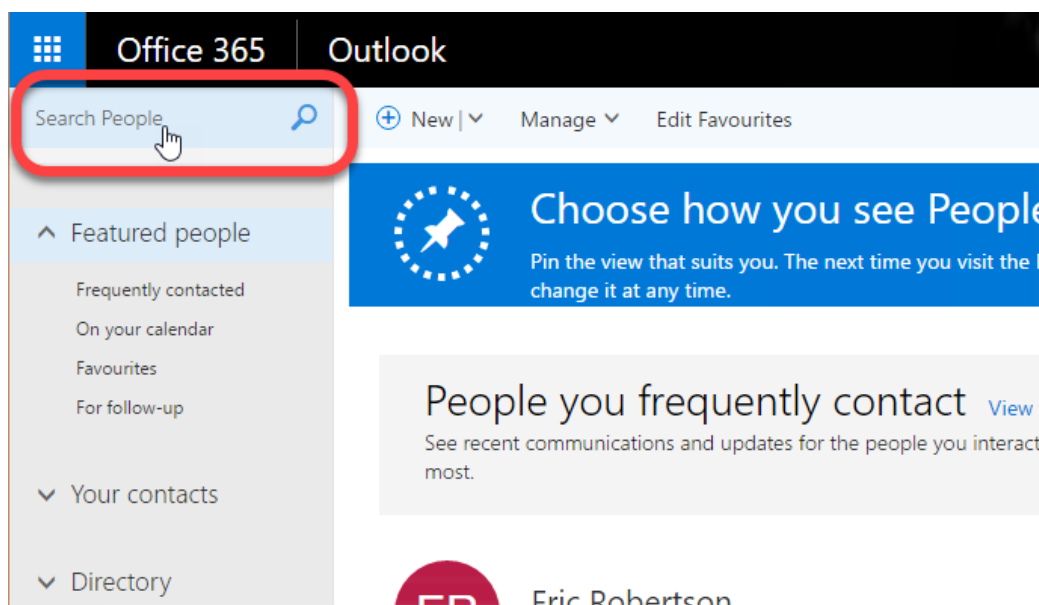 Office 365 Outlook
Search People
New | Manage Edit Favourites
Choose how you see People
Pin the view that suits you. The next time you visit the
change it at any time.
Featured people
Frequently contacted
On your calendar
Favourites
For follow-up
People you frequently contact View
See recent communications and updates for the people you interact
most.
Your contacts
Directory
ER
Eric Robertson